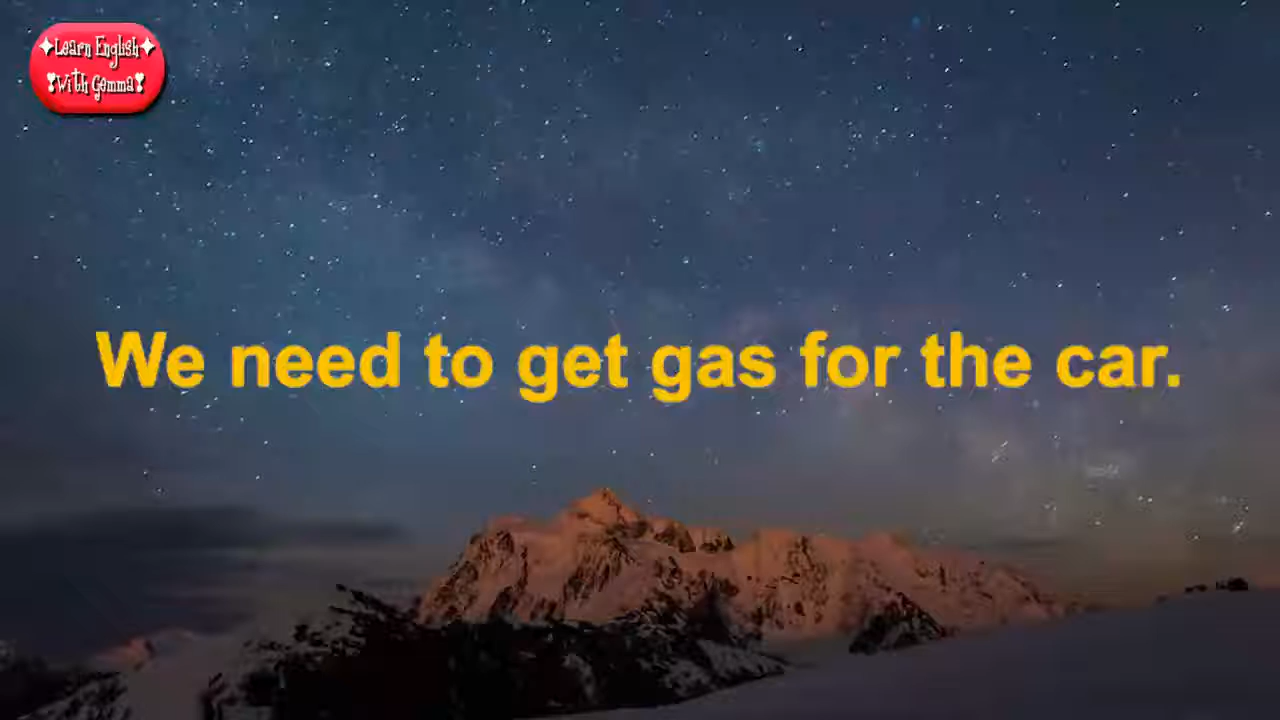 ✦Learn English✦
❣With Gemma❣
We need to get gas for the car.